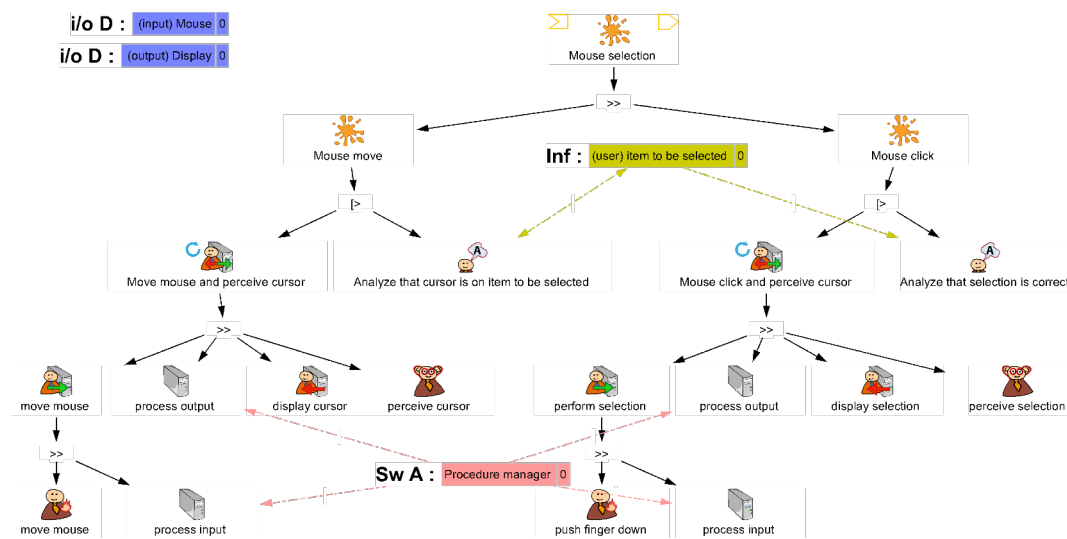 i/o D : (input) Mouse 0
i/o D : (output) Display 0
Mouse selection
>>
Mouse move
Inf : (user) item to be selected 0
Mouse click
[>
[>
A
A
Move mouse and perceive cursor
Analyze that cursor is on item to be selected
Mouse click and perceive cursor
Analyze that selection is correct
>>
>>
move mouse
process output
display cursor
perceive cursor
perform selection
process output
display selection
perceive selection
>>
>>
Sw A : Procedure manager 0
move mouse
process input
push finger down
process input